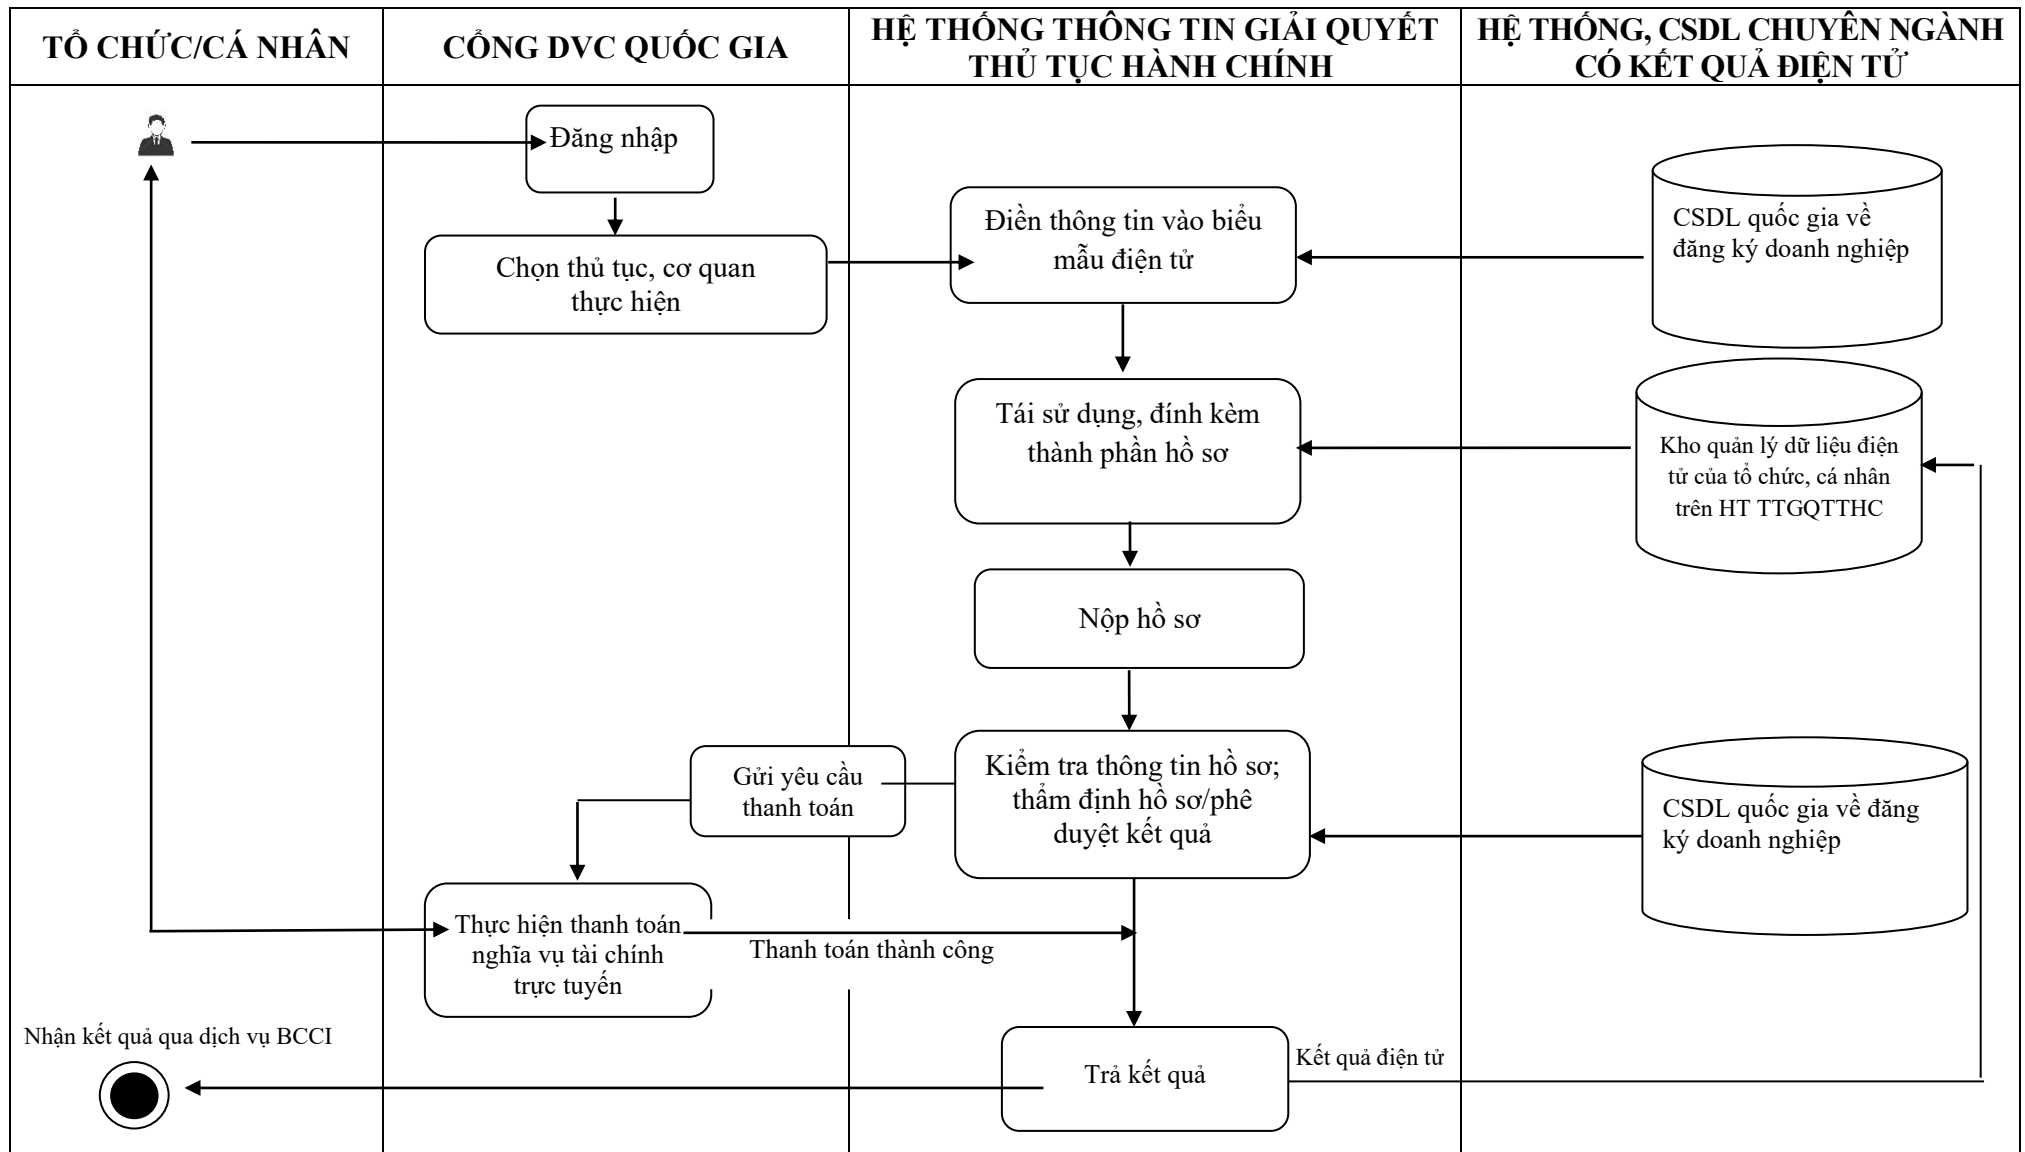 TỔ CHỨC/CÁ NHÂN
CỔNG DVC QUỐC GIA
HỆ THỐNG THÔNG TIN GIẢI QUYẾT
THỦ TỤC HÀNH CHÍNH
HỆ THỐNG, CSDL CHUYÊN NGÀNH
CÓ KẾT QUẢ ĐIỆN TỬ
Đăng nhập
Chọn thủ tục, cơ quan
thực hiện
Điền thông tin vào biểu
mẫu điện tử
CSDL quốc gia về
đăng ký doanh nghiệp
Tái sử dụng, đính kèm
thành phần hồ sơ
Kho quản lý dữ liệu điện
tử của tổ chức, cá nhân
trên HT TTGQTTHC
Nộp hồ sơ
Gửi yêu cầu
thanh toán
Kiểm tra thông tin hồ sơ;
thẩm định hồ sơ/phê
duyệt kết quả
CSDL quốc gia về đăng
ký doanh nghiệp
Thực hiện thanh toán
nghĩa vụ tài chính
trực tuyến
Thanh toán thành công
Nhận kết quả qua dịch vụ BCCI
Trả kết quả
Kết quả điện tử